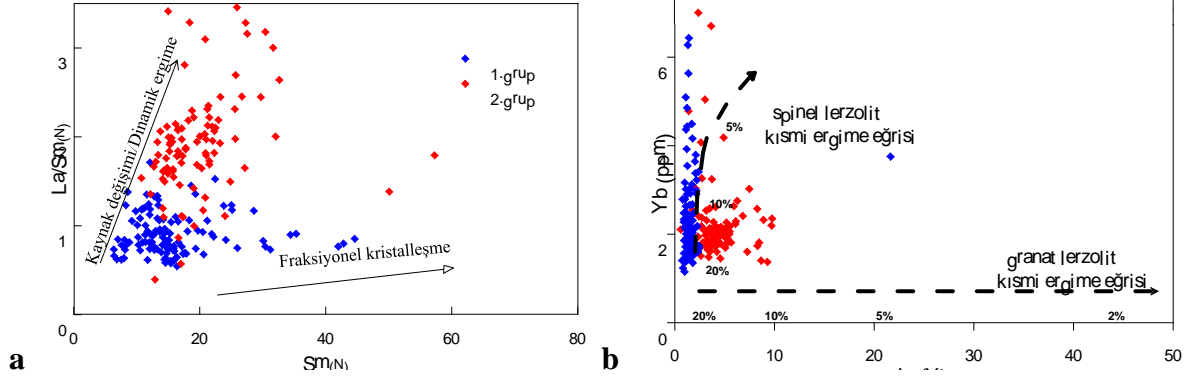 La/Sm(N)
3
1
0
Kaynak değişimi/Dinamik ergime
1.grup
2.grup
Fraksiyonel kristalleşme
0
20
40
60
80
Sm(N)
a
Yb (ppm)
6
2
0
5%
spinel lerzolit
kısmi ergime eğrisi
10%
20%
granat lerzolit
kısmi ergime eğrisi
20%
10%
5%
2%
0
10
20
30
40
50
b